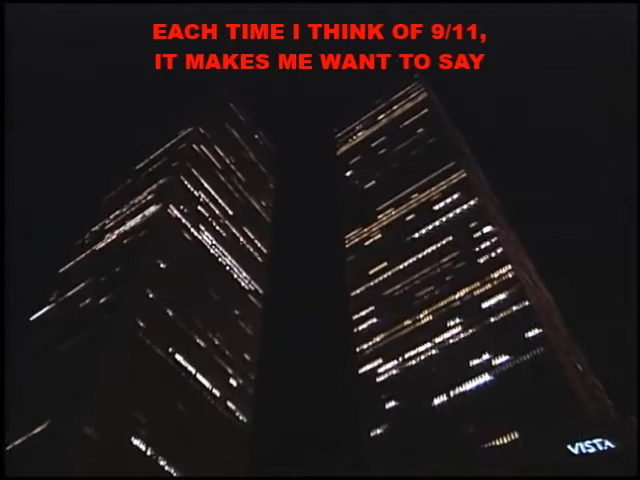 EACH TIME I THINK OF 9/11,
IT MAKES ME WANT TO SAY
VISTA